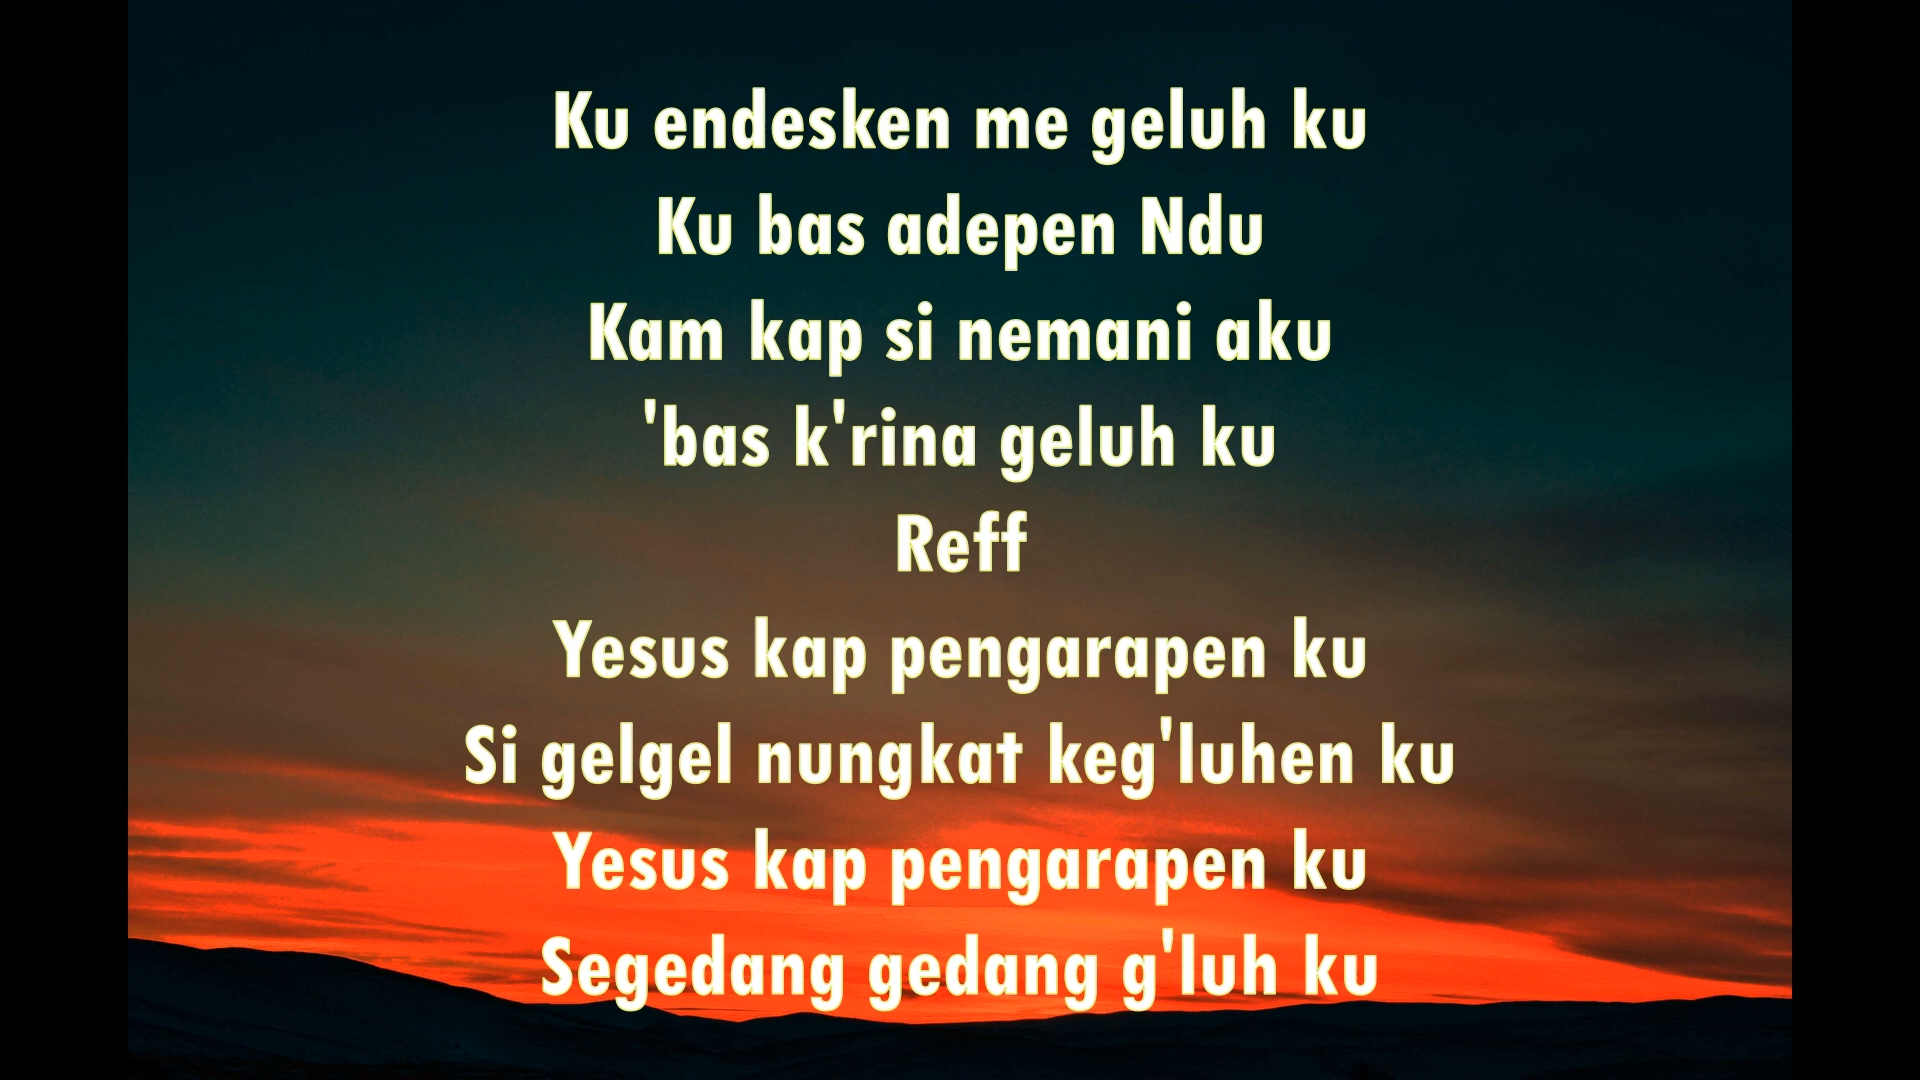 Ku endesken me geluh ku
Ku bas adepen Ndu
Kam kap si nemani aku
'bas k'rina geluh ku
Reff
Yesus kap pengarapen ku
Si gelgel nungkat keg'luhen ku
Yesus kap pengarapen ku
Segedang gedang g'luh ku